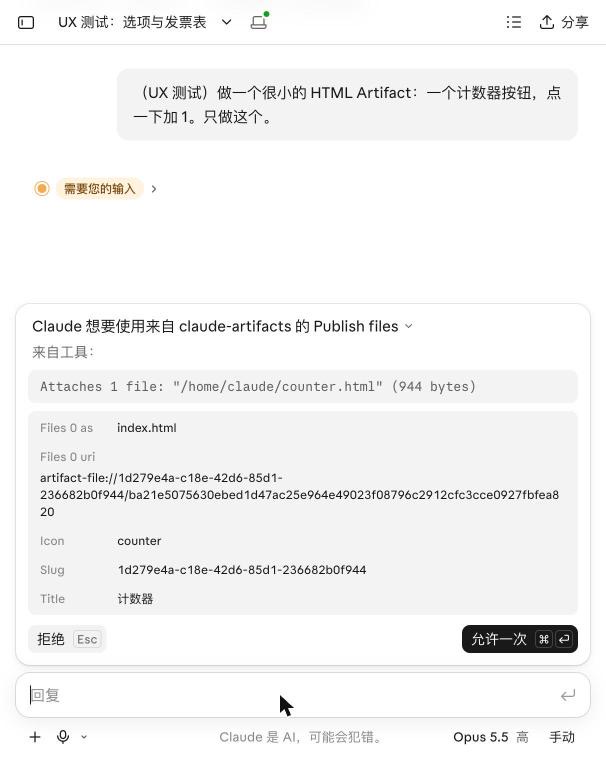 UX 测试：选项与发票表
分享
（UX 测试）做一个很小的 HTML Artifact：一个计数器按钮，点
一下加 1。只做这个。
需要您的输入
Claude 想要使用来自 claude-artifacts 的 Publish files
来自工具：
Attaches 1 file: "/home/claude/counter.html" (944 bytes)
Files 0 as index.html
Files 0 uri
artifact-file://1d279e4a-c18e-42d6-85d1-
236682b0f944/ba21e5075630ebed1d47ac25e964e49023f08796c2912cfc3cce0927fbfea8
20
Icon counter
Slug 1d279e4a-c18e-42d6-85d1-236682b0f944
Title 计数器
拒绝 Esc 允许一次 ⌘
回复
Claude 是 AI，可能会犯错。 Opus 5.5 高 手动